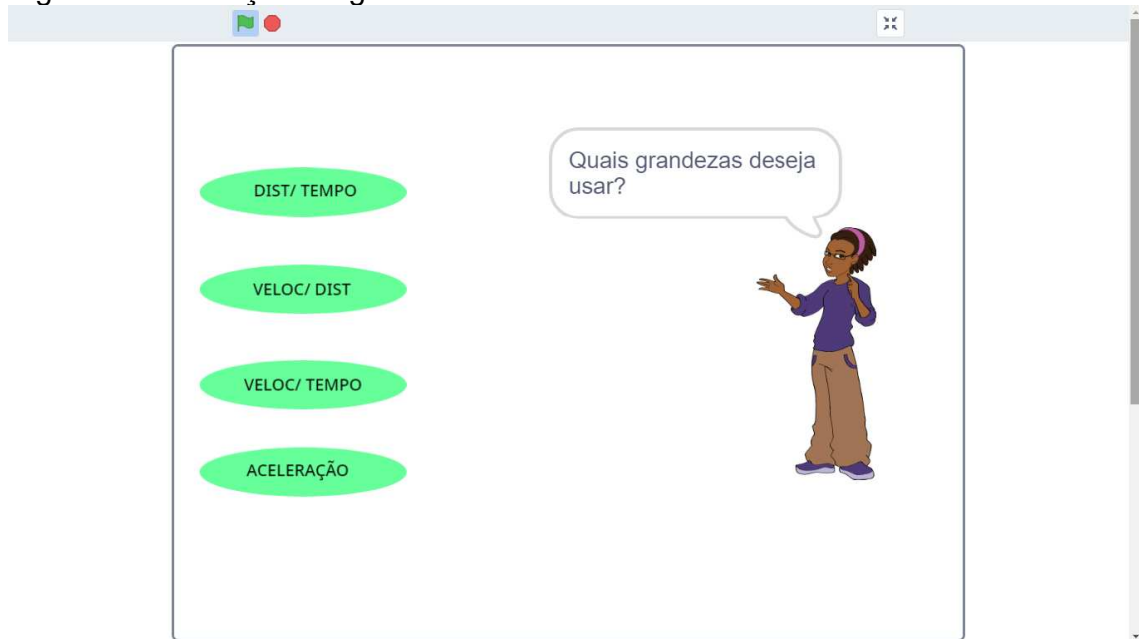 Quais grandezas deseja
usar?
DIST/ TEMPO
VELOC/ DIST
VELOC/ TEMPO
ACELERAÇÃO